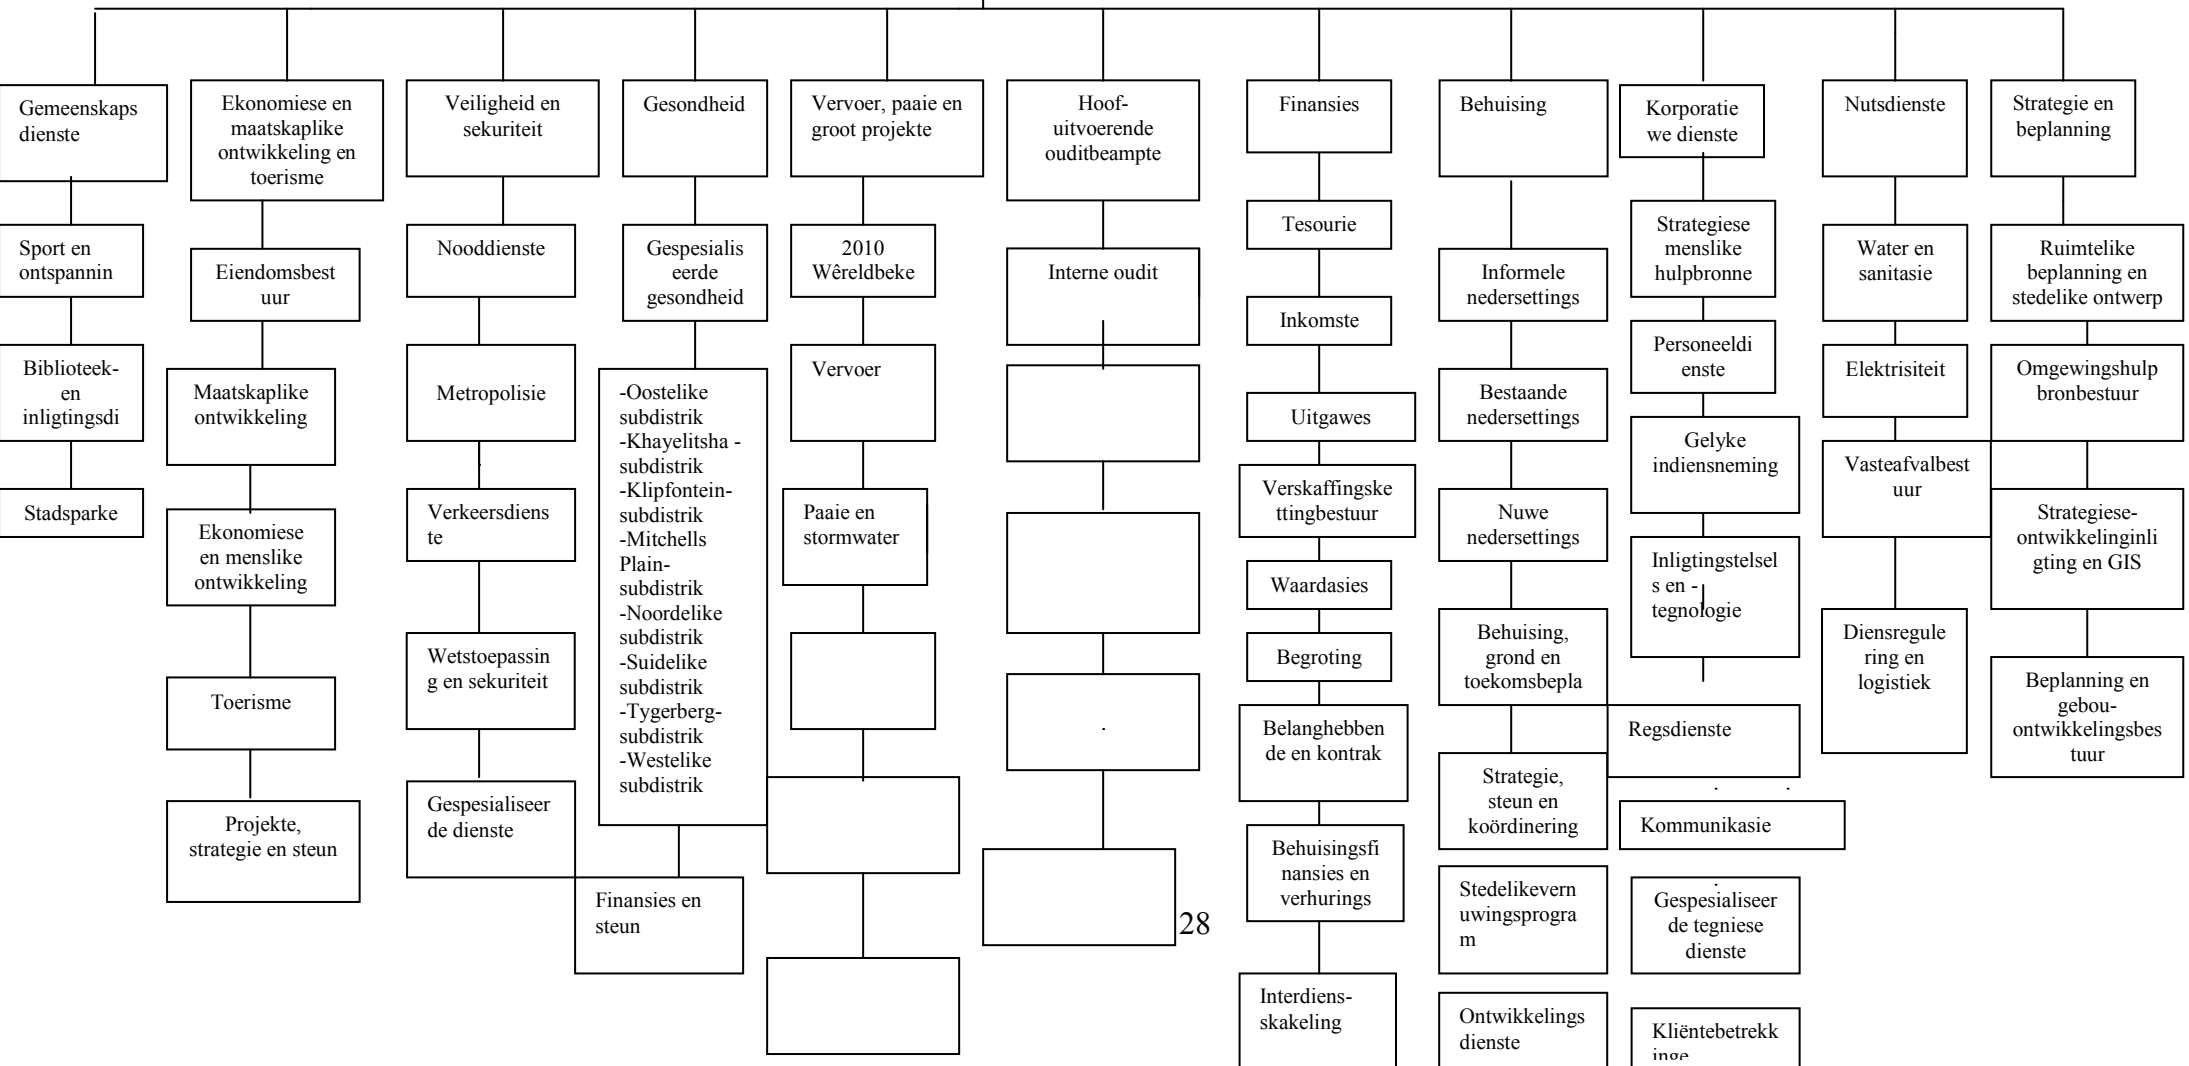 Gemeenskaps
dienste
Sport en
ontspannin
Biblioteek-
en
inligtingsdi
Stadsparke
Ekonomiese en
maatskaplike
ontwikkeling en
toerisme
Eiendomsbest
uur
Maatskaplike
ontwikkeling
Ekonomiese
en menslike
ontwikkeling
Toerisme
Projekte,
strategie en steun
Veiligheid en
sekuriteit
Nooddienste
Metropolisie
Verkeersdiens
te
Wetstoepassin
g en sekuriteit
Gespesialiseer
de dienste
Gesondheid
Gespesialis
eerde
gesondheid
-Oostelike
subdistrik
-Khayelitsha -
subdistrik
-Klipfontein-
subdistrik
-Mitchells
Plain-
subdistrik
-Noordelike
subdistrik
-Suidelike
subdistrik
-Tygerberg-
subdistrik
-Westelike
subdistrik
Finansies en
steun
Vervoer, paaie en
groot projekte
2010
Wêreldbeke
Vervoer
Paaie en
stormwater
Hoof-
uitvoerende
ouditbeampte
Interne oudit
.
28
Finansies
Tesourie
Inkomste
Uitgawes
Verskaffingske
ttingbestuur
Waardasies
Begroting
Belanghebben
de en kontrak
Behuisingsfi
nansies en
verhurings
Interdiens-
skakeling
Behuising
Informele
nedersettings
Bestaande
nedersettings
Nuwe
nedersettings
Behuising,
grond en
toekomsbepla
Strategie,
steun en
koördinering
Stedelikevern
uwingsprogra
m
Ontwikkelings
dienste
Korporatie
we dienste
Strategiese
menslike
hulpbronne
Personeeldi
enste
Gelyke
indiensneming
Inligtingstelsel
s en -
tegnologie
Regsdienste
. .
Kommunikasie
.
Gespesialiseer
de tegniese
dienste
Kliëntebetrekk
inge
Nutsdienste
Water en
sanitasie
Elektrisiteit
Vasteafvalbest
uur
Diensregule
ring en
logistiek
Strategie en
beplanning
Ruimtelike
beplanning en
stedelike ontwerp
Omgewingshulp
bronbestuur
Strategiese-
ontwikkelinginli
gting en GIS
Beplanning en
gebou-
ontwikkelingsbes
tuur